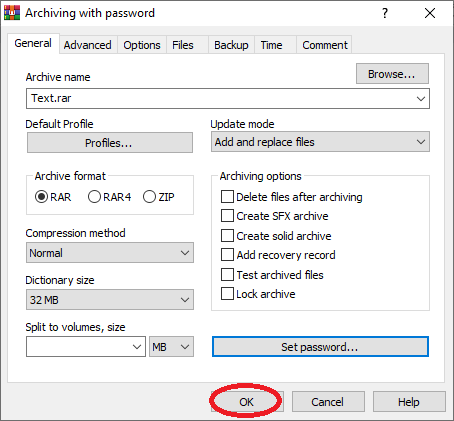 Archiving with password
General Advanced Options Files Backup Time Comment
Archive name
Browse...
Text.rar
Default Profile
Update mode
Profiles...
Add and replace files
Archive format
RAR RAR4 ZIP
Compression method
Normal
Dictionary size
32 MB
Split to volumes, size
MB
Archiving options
Delete files after archiving
Create SFX archive
Create solid archive
Add recovery record
Test archived files
Lock archive
Set password...
OK Cancel Help